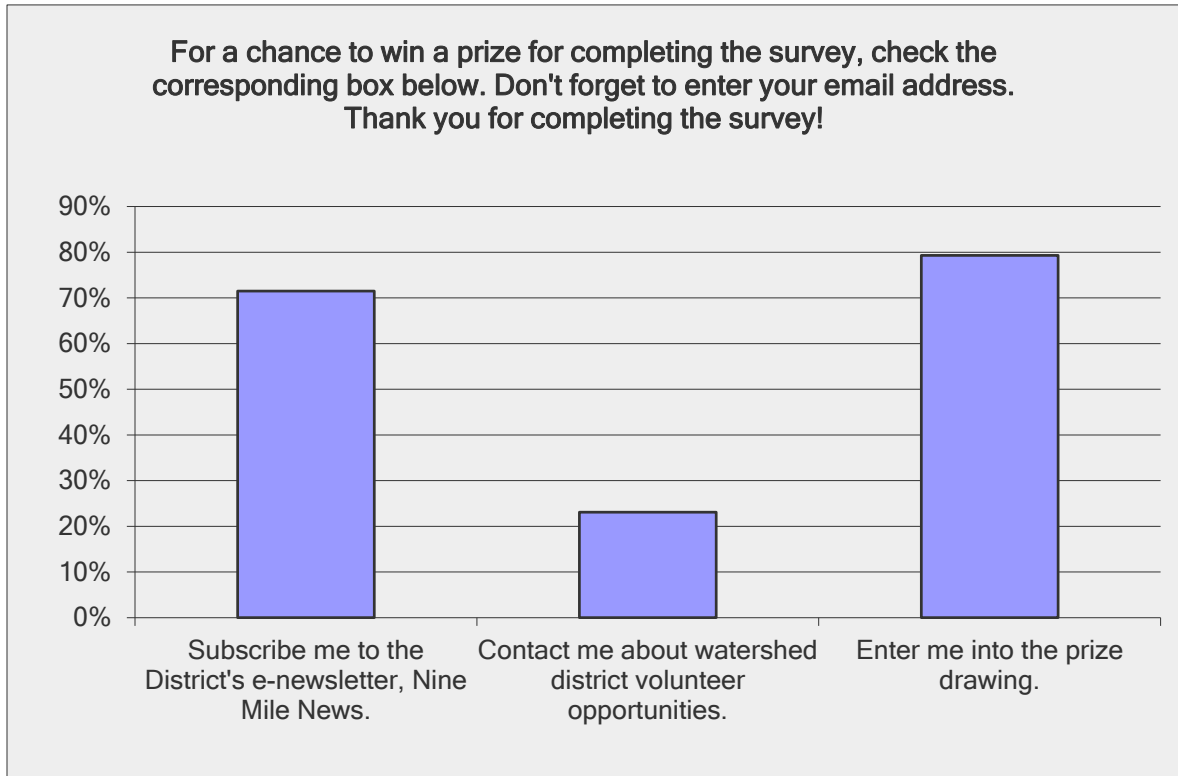 For a chance to win a prize for completing the survey, check the
corresponding box below. Don't forget to enter your email address.
Thank you for completing the survey!
90%
80%
70%
60%
50%
40%
30%
20%
10%
0%
Subscribe me to the
District's e-newsletter, Nine
Mile News.
Contact me about watershed
district volunteer
opportunities.
Enter me into the prize
drawing.